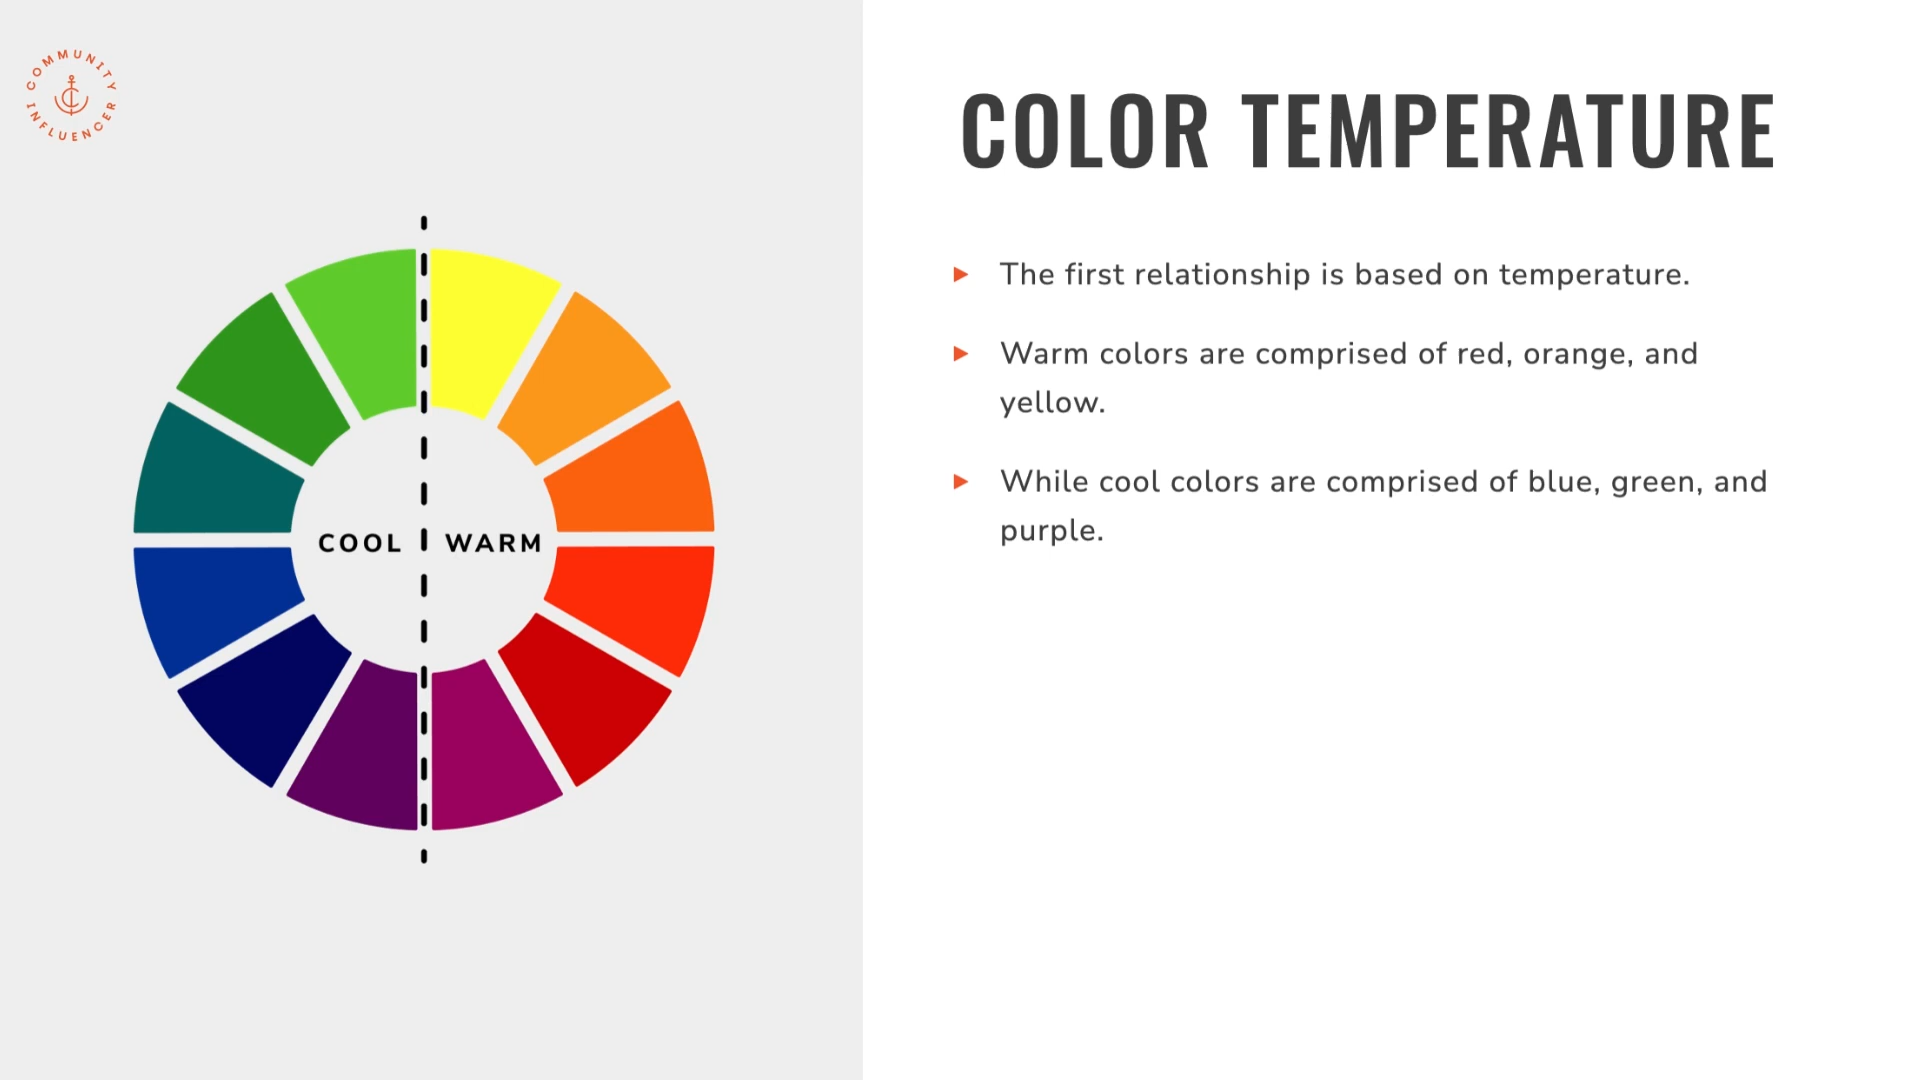 COMMUNITY
INFLUENCER
COLOR TEMPERATURE
The first relationship is based on temperature.
Warm colors are comprised of red, orange, and
yellow.
While cool colors are comprised of blue, green, and
purple.
COOL
WARM